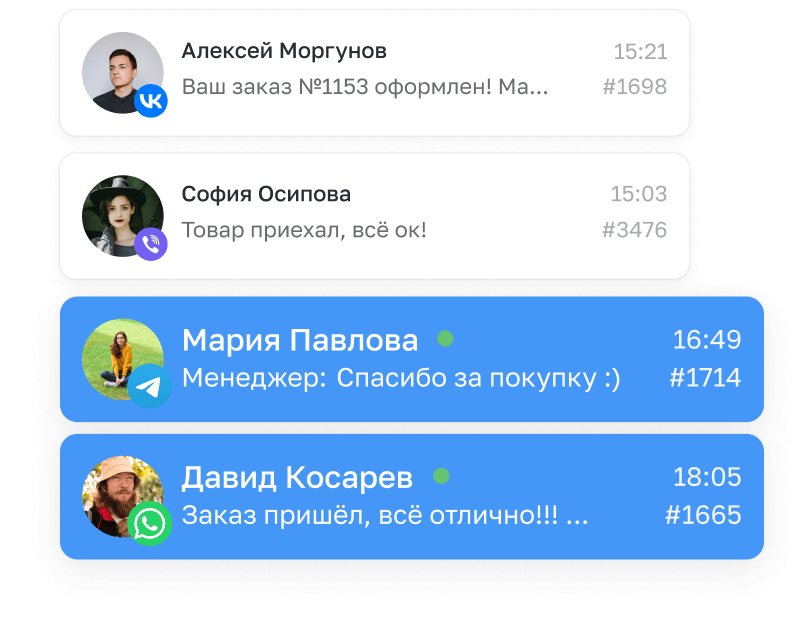 Алексей Моргунов 15:21
Ваш заказ №1153 оформлен! Ма... #1698
София Осипова 15:03
Товар приехал, всё ок! #3476
Мария Павлова 16:49
Менеджер: Спасибо за покупку :) #1714
Давид Косарев 18:05
Заказ пришёл, всё отлично!!! ... #1665